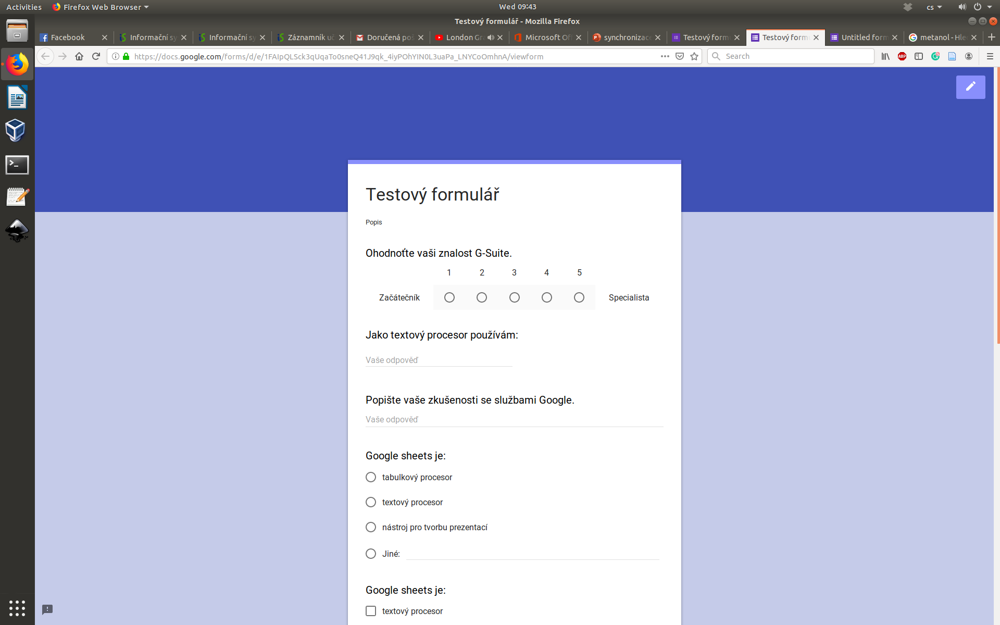 Activities Firefox Web Browser Wed 09:43 cs
Testový formulář - Mozilla Firefox
Facebook Informační sy Informační sy Záznamník uč Doručená poš London Gra Microsoft Off synchronizace Testový form Testový form Untitled form metanol - Hle
https://docs.google.com/forms/d/e/1FAIpQLSck3qUqaTo0sneQ41J9qk_4iyPOhYIN0L3uaPa_LNYCoOmhnA/viewform Search ABP
Testový formulář
Popis
Ohodnoťte vaši znalost G-Suite.
1 2 3 4 5
Začátečník Specialista
Jako textový procesor používám:
Vaše odpověď
Popište vaše zkušenosti se službami Google.
Vaše odpověď
Google sheets je:
tabulkový procesor
textový procesor
nástroj pro tvorbu prezentací
Jiné:
Google sheets je:
textový procesor